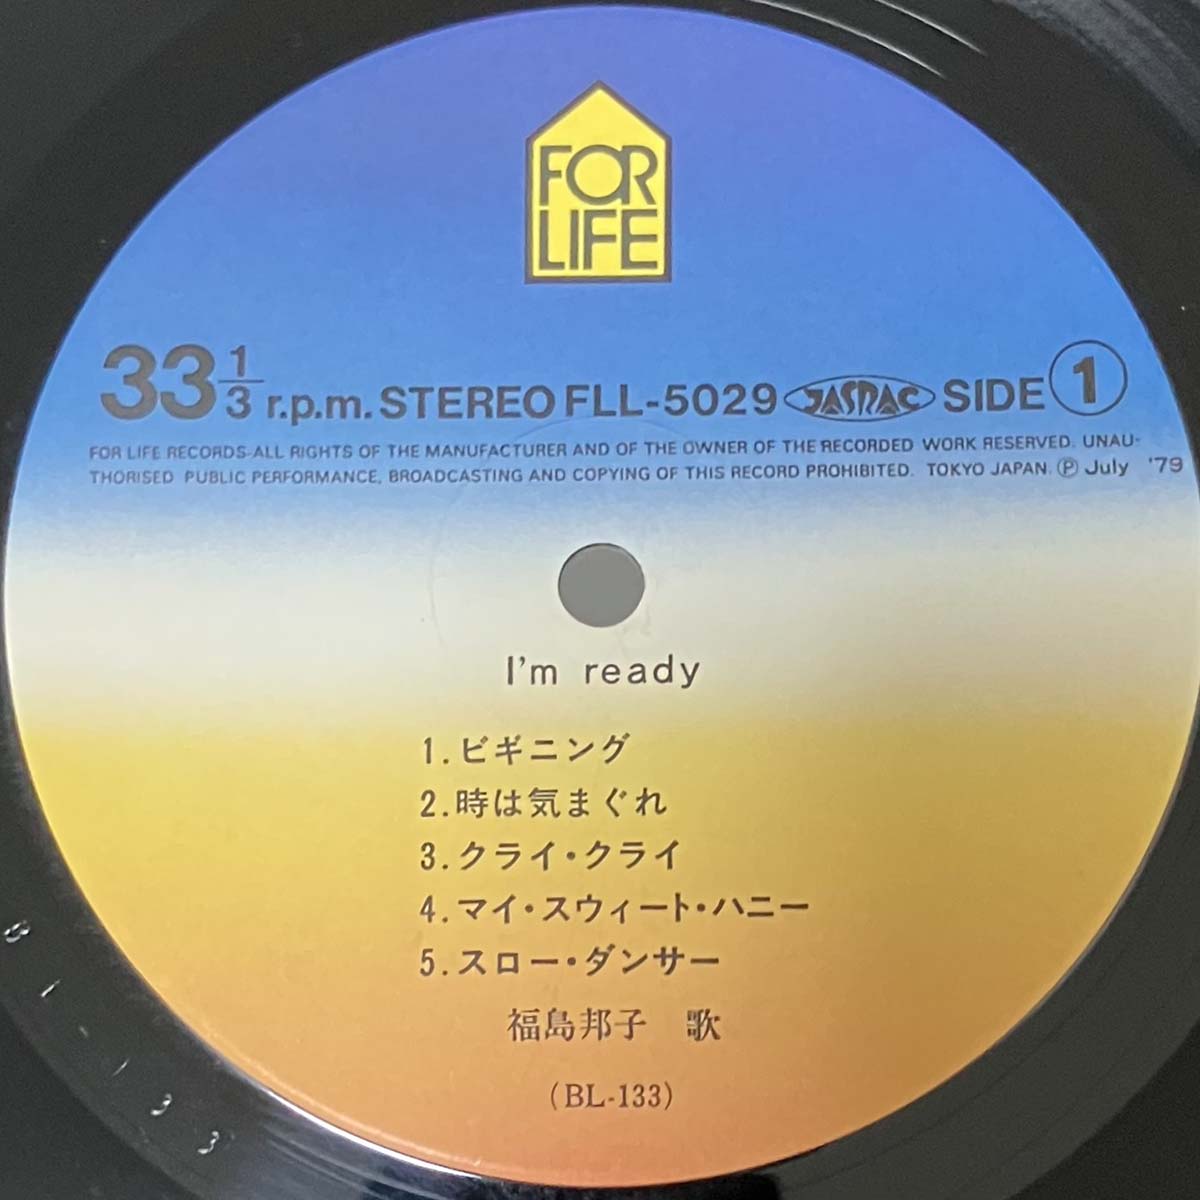 FOR
LIFE
33 1/3 r.p.m. STEREO FLL-5029 JASRAC SIDE 1
FOR LIFE RECORDS-ALL RIGHTS OF THE MANUFACTURER AND OF THE OWNER OF THE RECORDED WORK RESERVED. UNAU-
THORISED PUBLIC PERFORMANCE, BROADCASTING AND COPYING OF THIS RECORD PROHIBITED. TOKYO JAPAN. Ⓟ July '79
I'm ready
1.ビギニング
2.時は気まぐれ
3.クライ・クライ
4.マイ・スウィート・ハニー
5.スロー・ダンサー
福島邦子 歌
(BL-133)